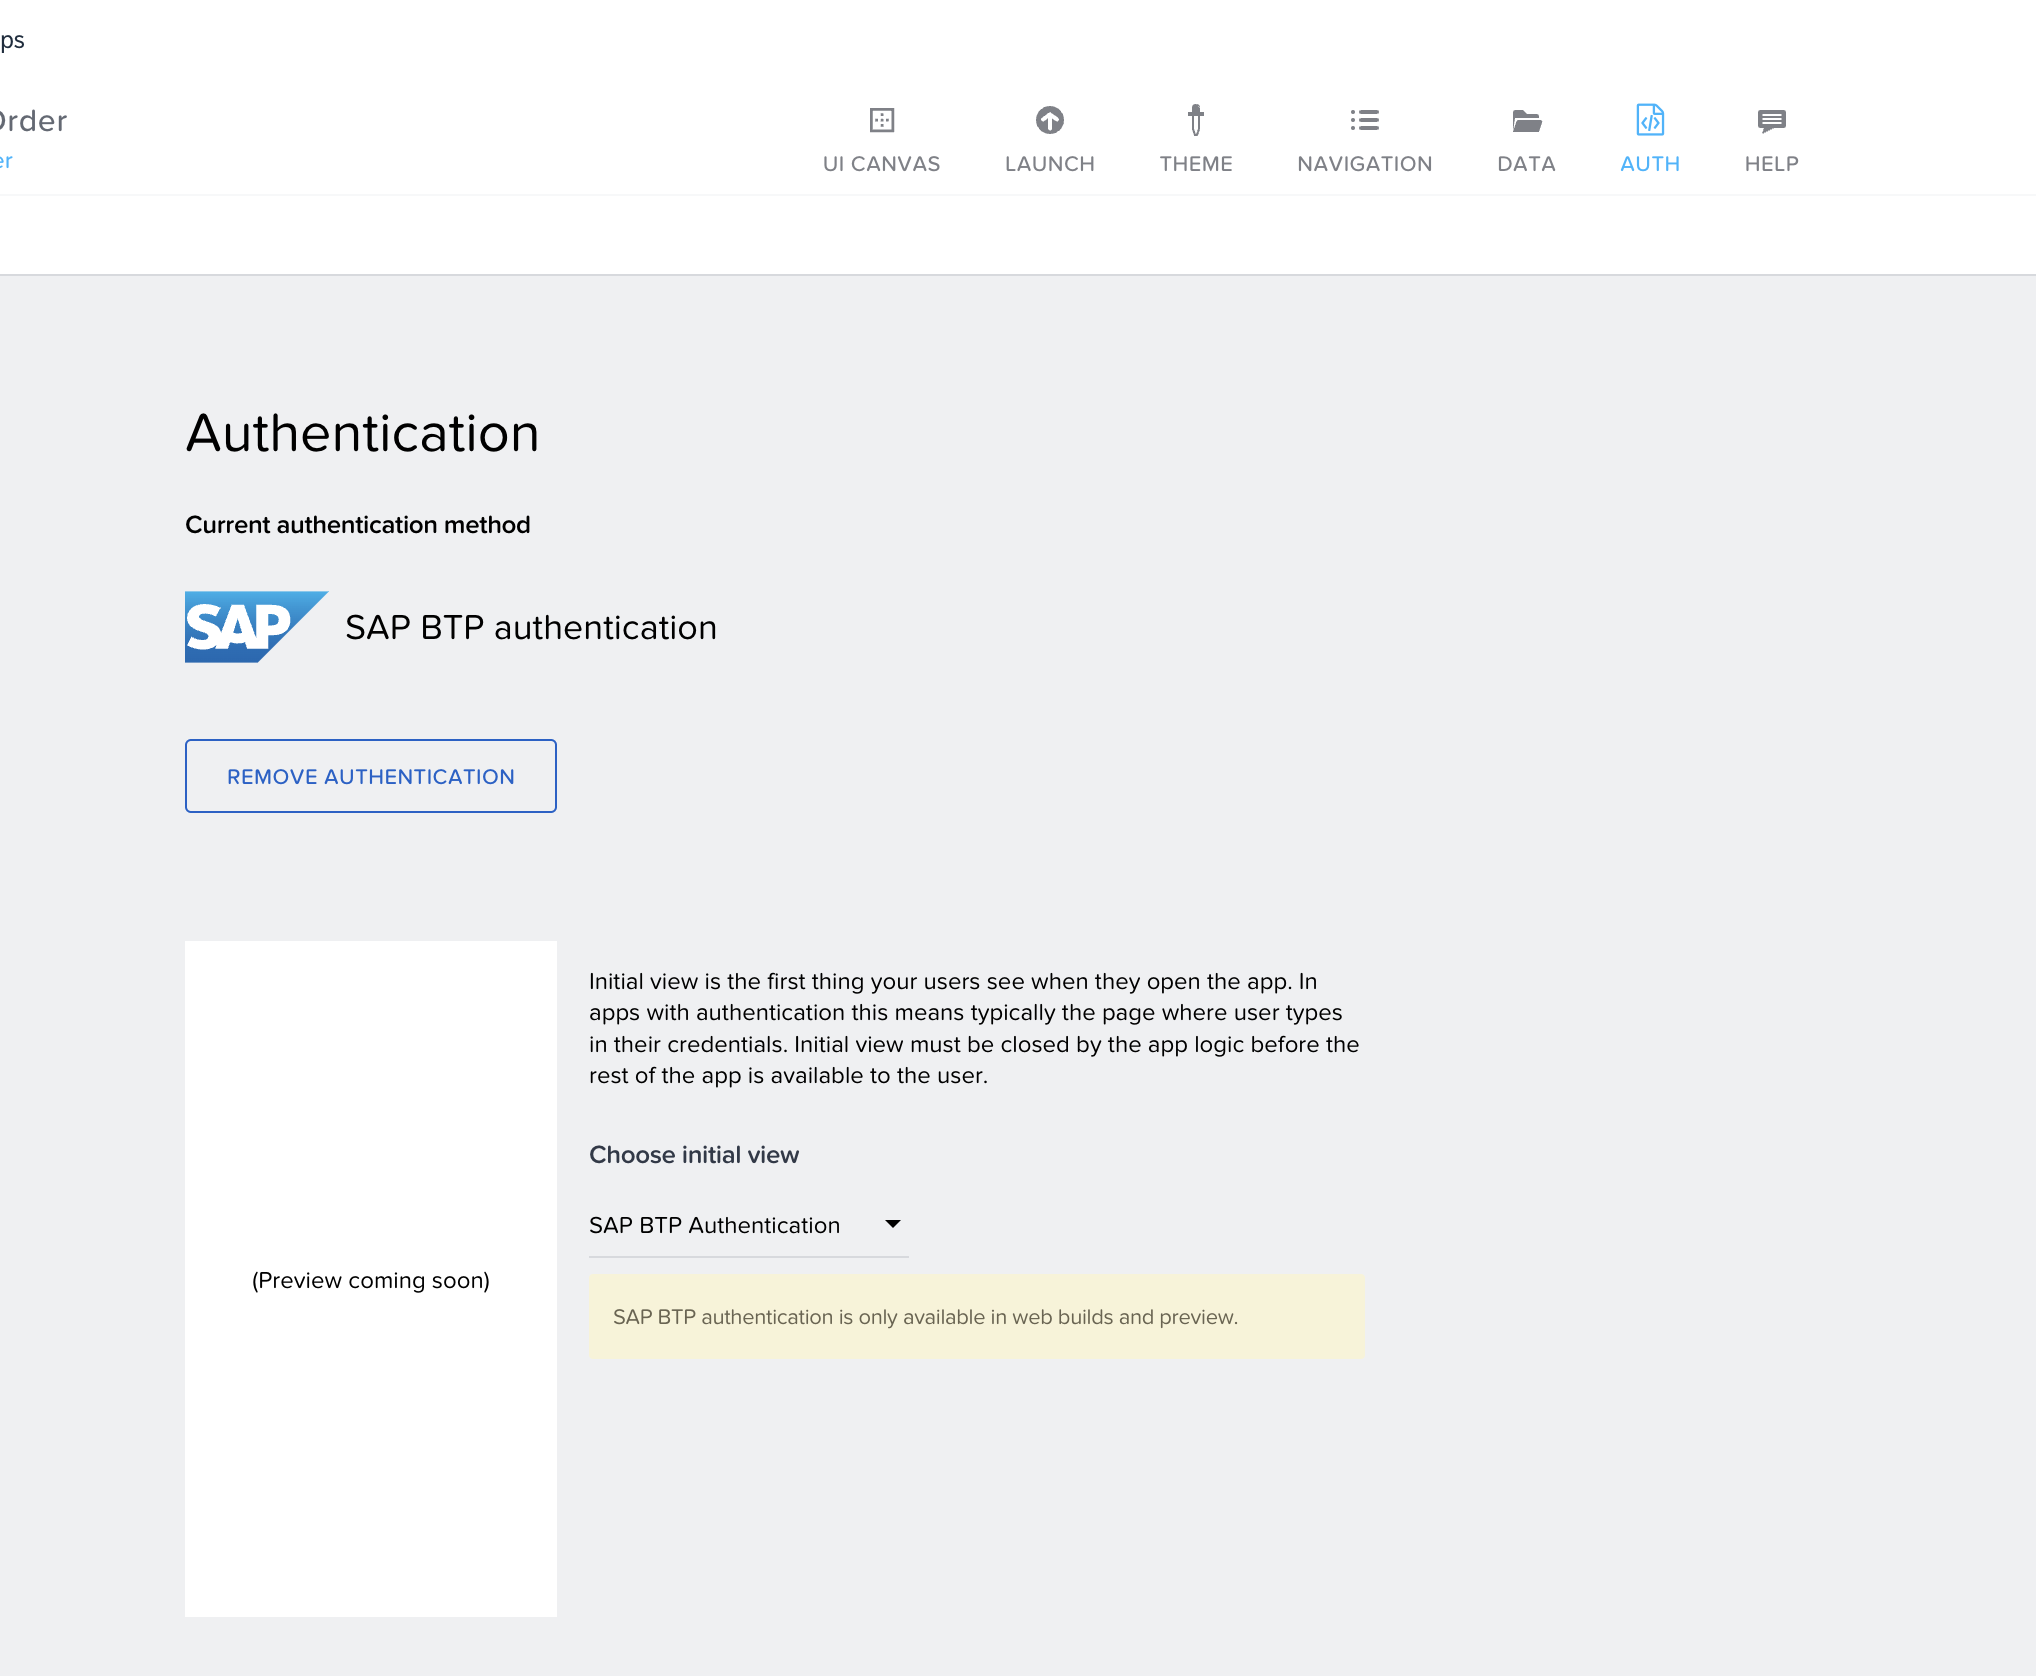 ps
Order
er
UI CANVAS
LAUNCH
THEME
NAVIGATION
DATA
AUTH
HELP
Authentication
Current authentication method
SAP
SAP BTP authentication
REMOVE AUTHENTICATION
(Preview coming soon)
Initial view is the first thing your users see when they open the app. In
apps with authentication this means typically the page where user types
in their credentials. Initial view must be closed by the app logic before the
rest of the app is available to the user.
Choose initial view
SAP BTP Authentication
SAP BTP authentication is only available in web builds and preview.